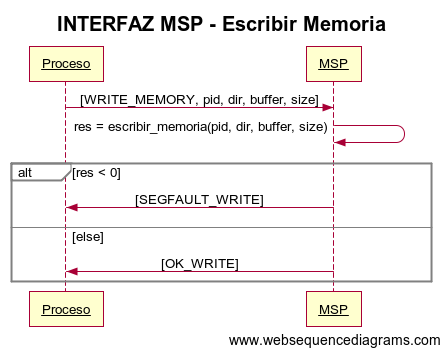 INTERFAZ MSP - Escribir Memoria
Proceso MSP
[WRITE_MEMORY, pid, dir, buffer, size]
res = escribir_memoria(pid, dir, buffer, size)
alt [res < 0]
[SEGFAULT_WRITE]
[else]
[OK_WRITE]
Proceso MSP
www.websequencediagrams.com